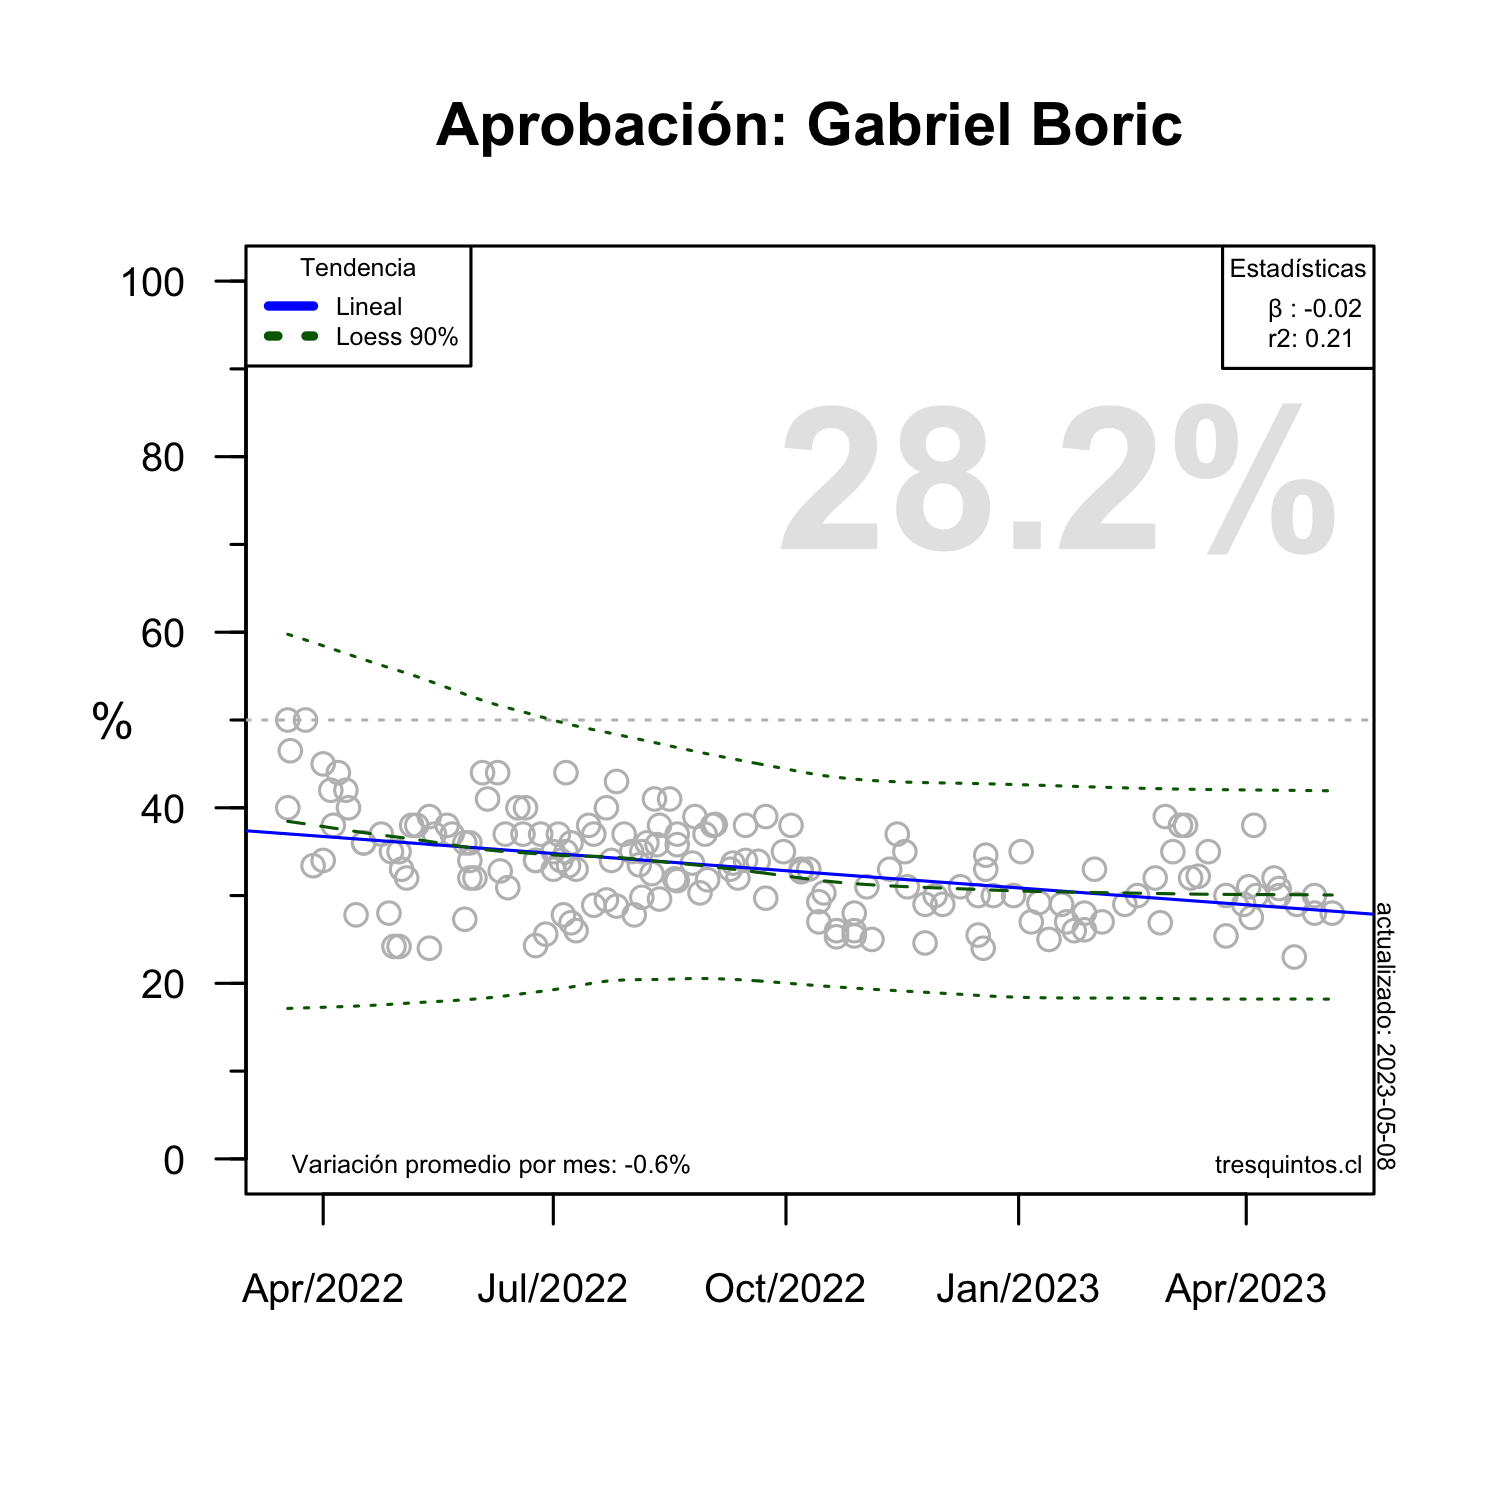 Aprobación: Gabriel Boric
Tendencia
Lineal
Loess 90%
Estadísticas
β : -0.02
r2: 0.21
28.2%
100
80
60
40
20
0
%
actualizado: 2023-05-08
Variación promedio por mes: -0.6%
tresquintos.cl
Apr/2022
Jul/2022
Oct/2022
Jan/2023
Apr/2023